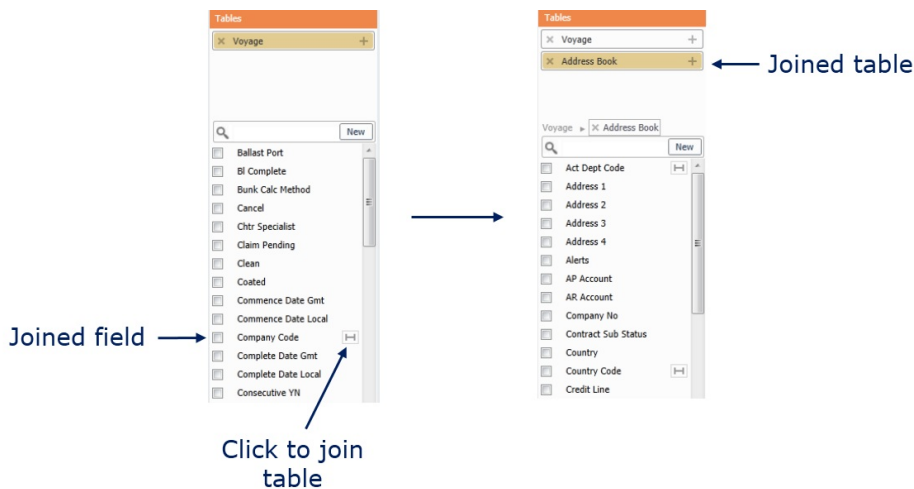 Tables
Voyage
New
Ballast Port
Bl Complete
Bunk Calc Method
Cancel
Chtr Specialist
Claim Pending
Clean
Coated
Commence Date Gmt
Commence Date Local
Company Code
Complete Date Gmt
Complete Date Local
Consecutive YN
Joined field
Click to join
table
Tables
Voyage
Address Book
Joined table
Voyage ▸ Address Book
New
Act Dept Code
Address 1
Address 2
Address 3
Address 4
Alerts
AP Account
AR Account
Company No
Contract Sub Status
Country
Country Code
Credit Line